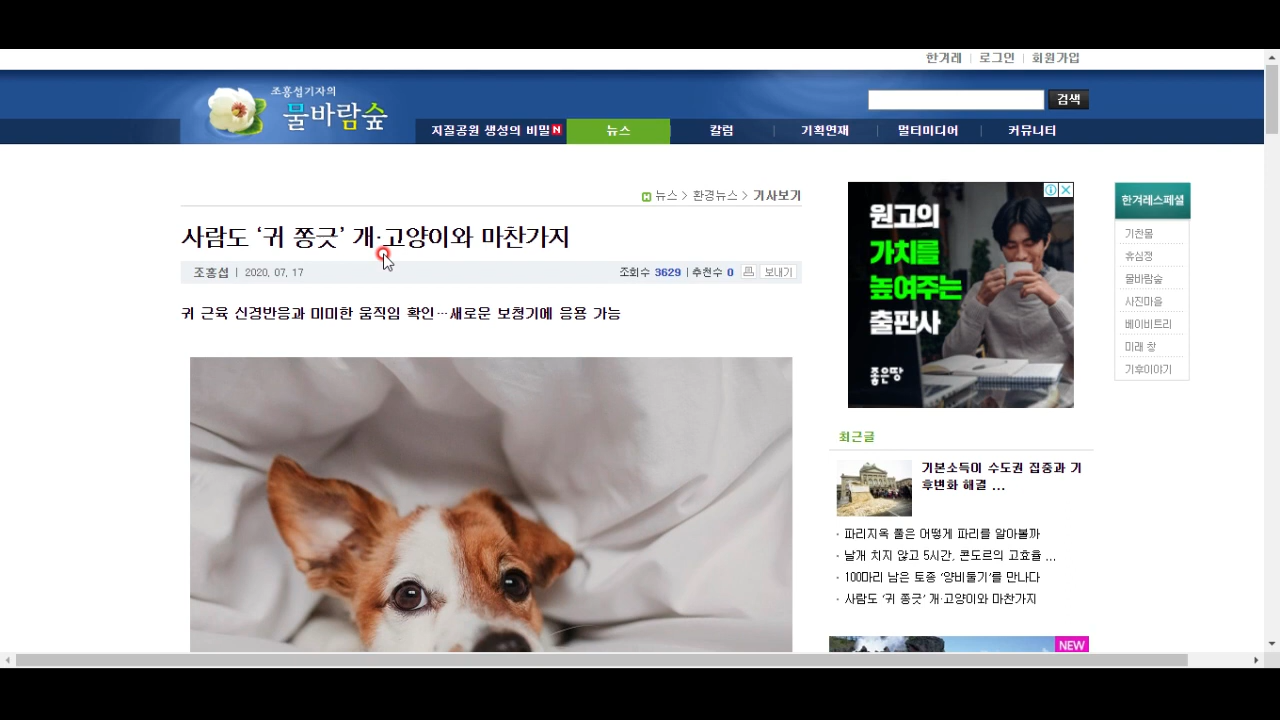 한겨레 | 로그인 | 회원가입
조홍섭기자의
물바람숲
검색
지질공원 생성의 비밀 N
뉴스
칼럼
기획연재
멀티미디어
커뮤니티
H 뉴스 > 환경뉴스 > 기사보기
사람도 ‘귀 쫑긋’ 개·고양이와 마찬가지
조홍섭 | 2020. 07. 17
조회수 3629 | 추천수 0
보내기
귀 근육 신경반응과 미미한 움직임 확인…새로운 보청기에 응용 가능
원고의
가치를
높여주는
출판사
좋은땅
최근글
기본소득이 수도권 집중과 기
후변화 해결 ...
· 파리지옥 풀은 어떻게 파리를 알아볼까
· 날개 치지 않고 5시간, 콘도르의 고효율 ...
· 100마리 남은 토종 ‘양비둘기’를 만나다
· 사람도 ‘귀 쫑긋’ 개·고양이와 마찬가지
NEW
한겨레스페셜
기찬몸
휴심정
물바람숲
사진마을
베이비트리
미래 창
기후이야기